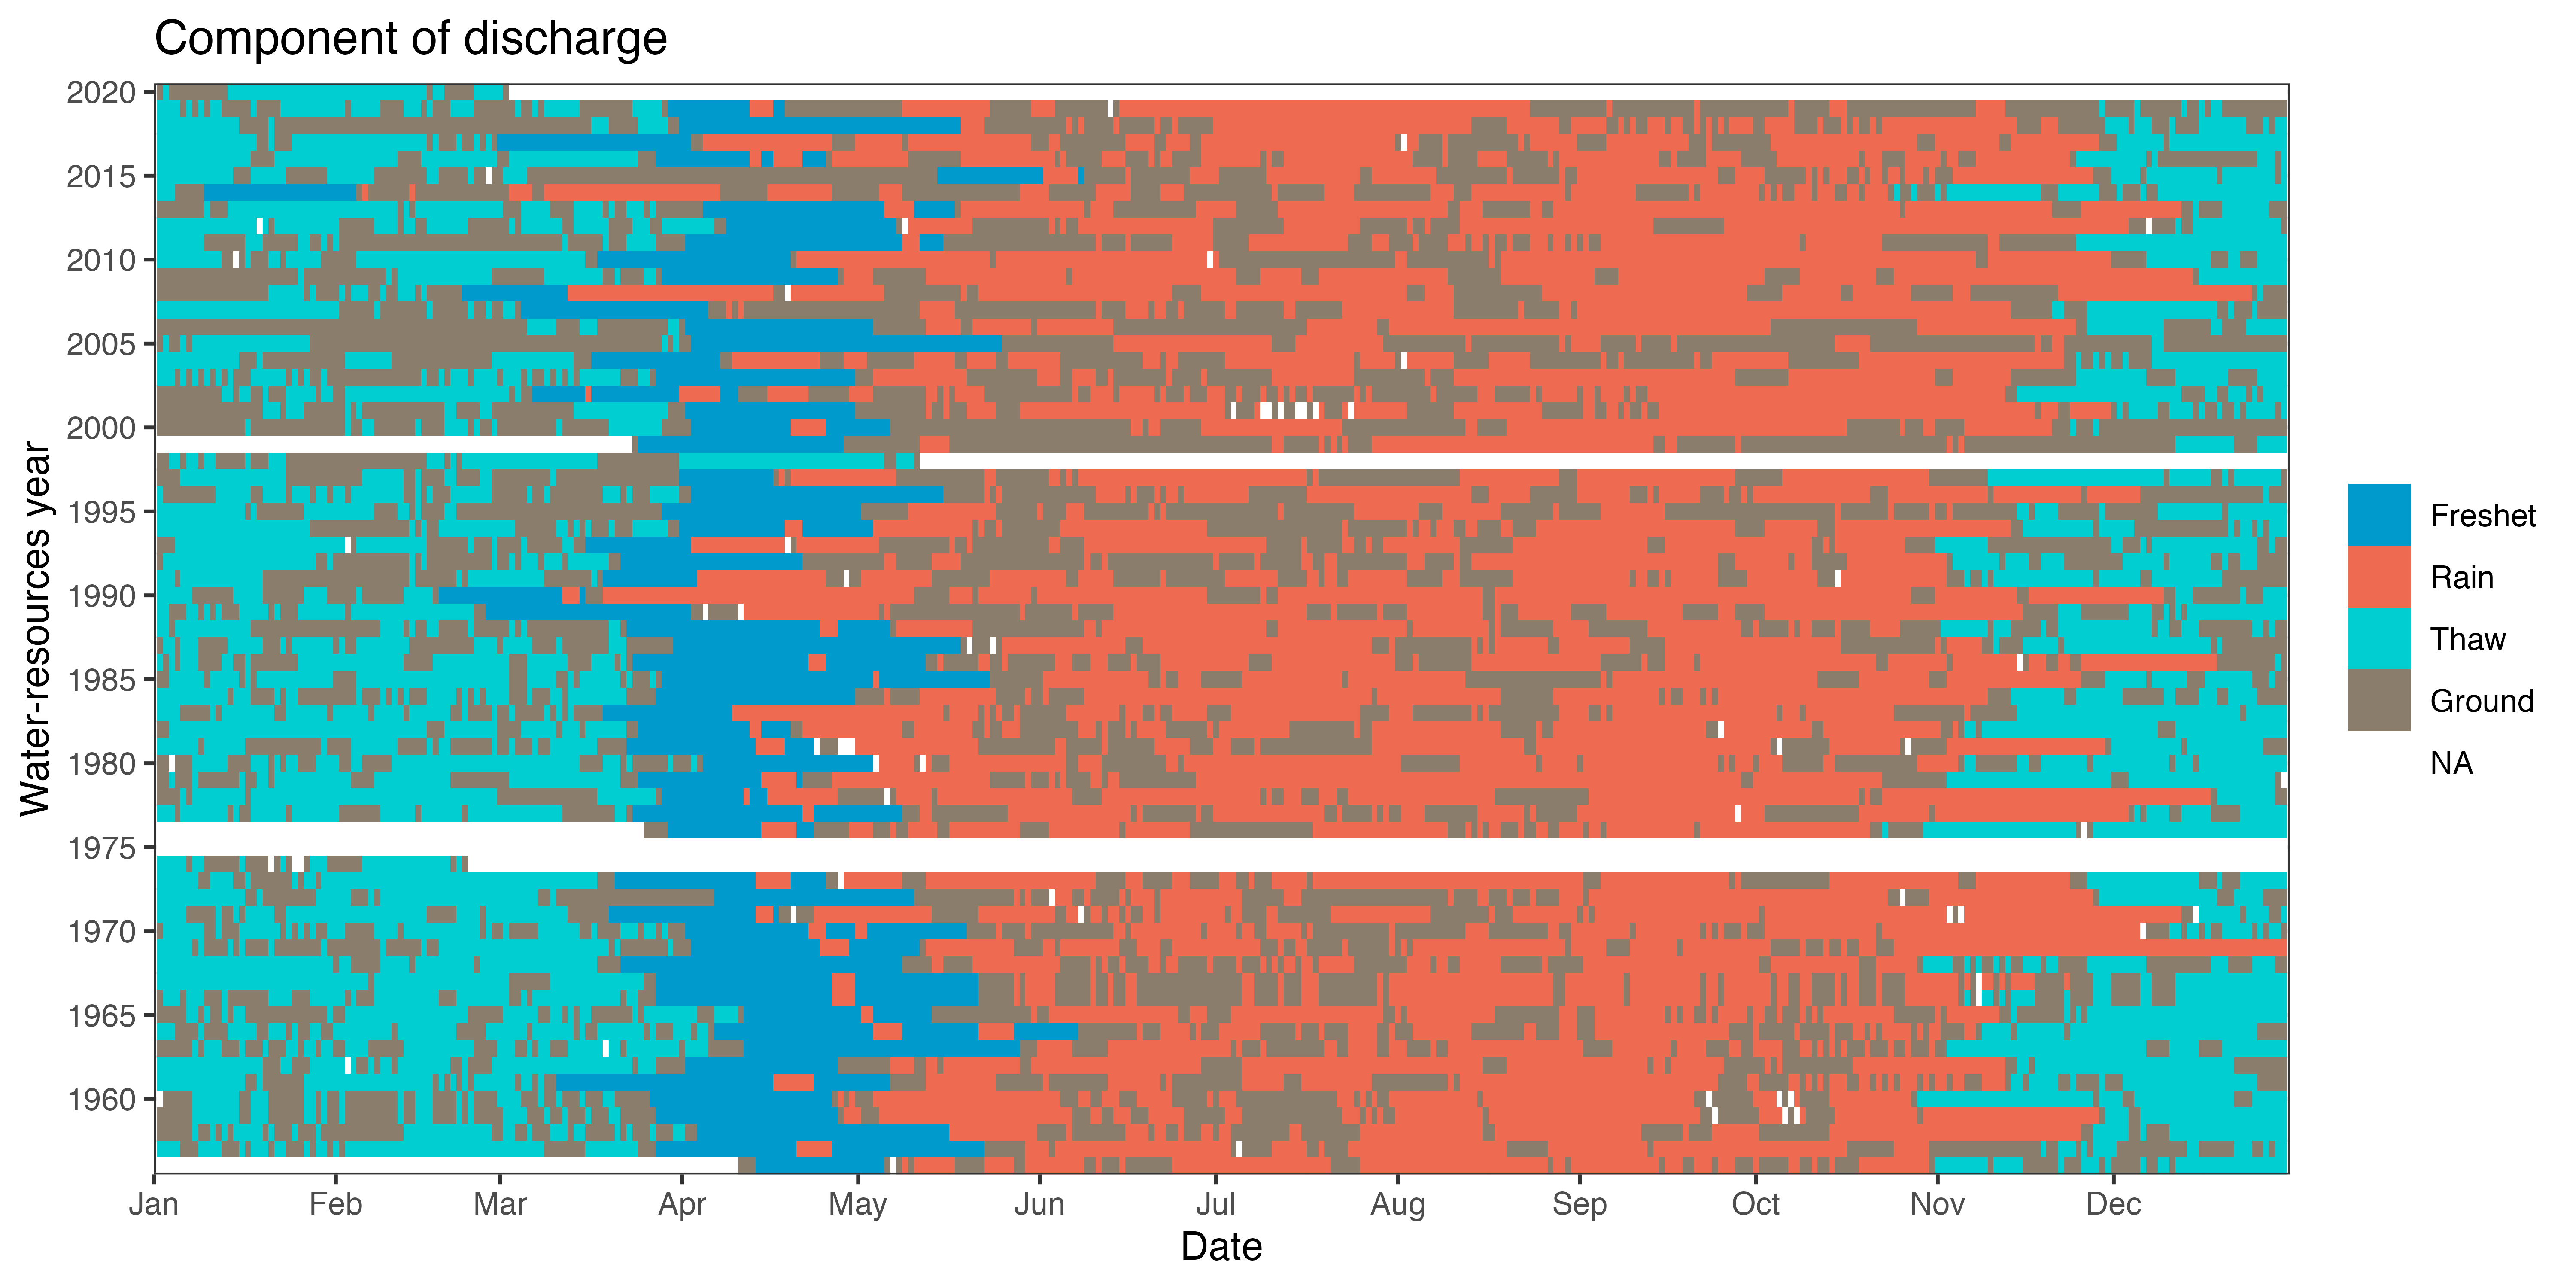 Component of discharge
Water-resources year
2020
2015
2010
2005
2000
1995
1990
1985
1980
1975
1970
1965
1960
Jan Feb Mar Apr May Jun Jul Aug Sep Oct Nov Dec
Date
Freshet
Rain
Thaw
Ground
NA